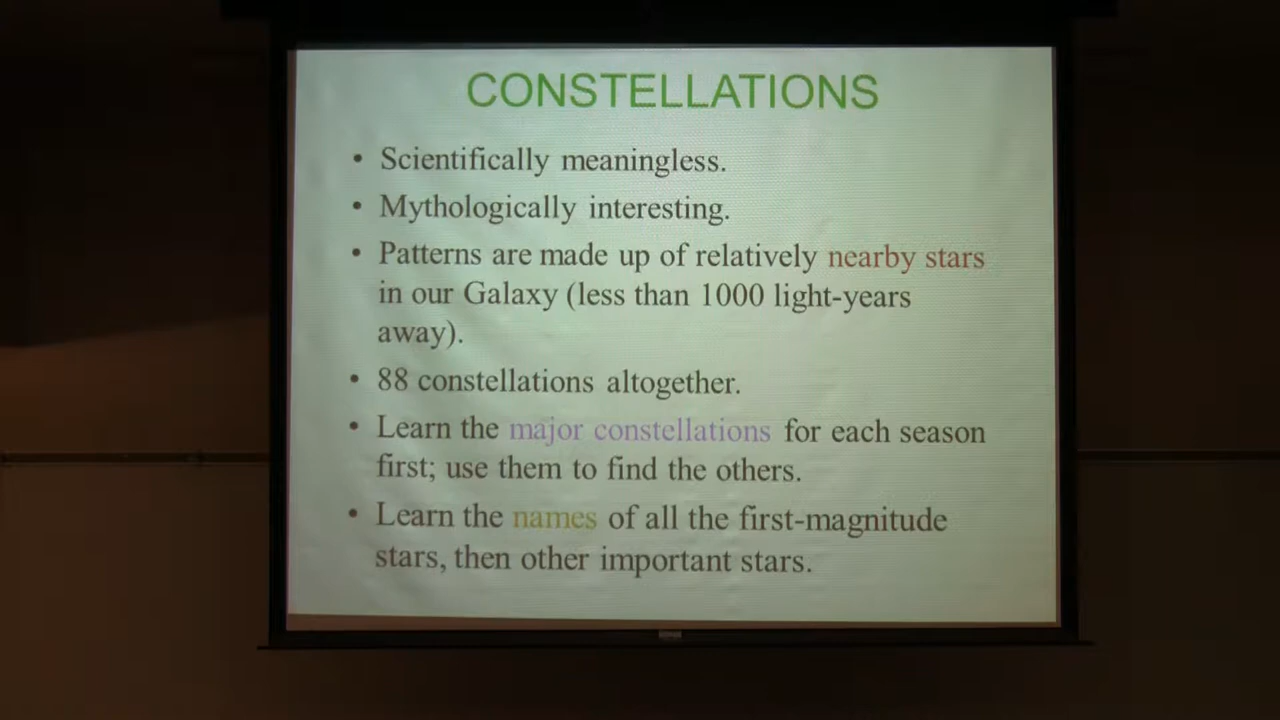 CONSTELLATIONS
• Scientifically meaningless.
• Mythologically interesting.
• Patterns are made up of relatively nearby stars
in our Galaxy (less than 1000 light-years
away).
• 88 constellations altogether.
• Learn the major constellations for each season
first; use them to find the others.
• Learn the names of all the first-magnitude
stars, then other important stars.